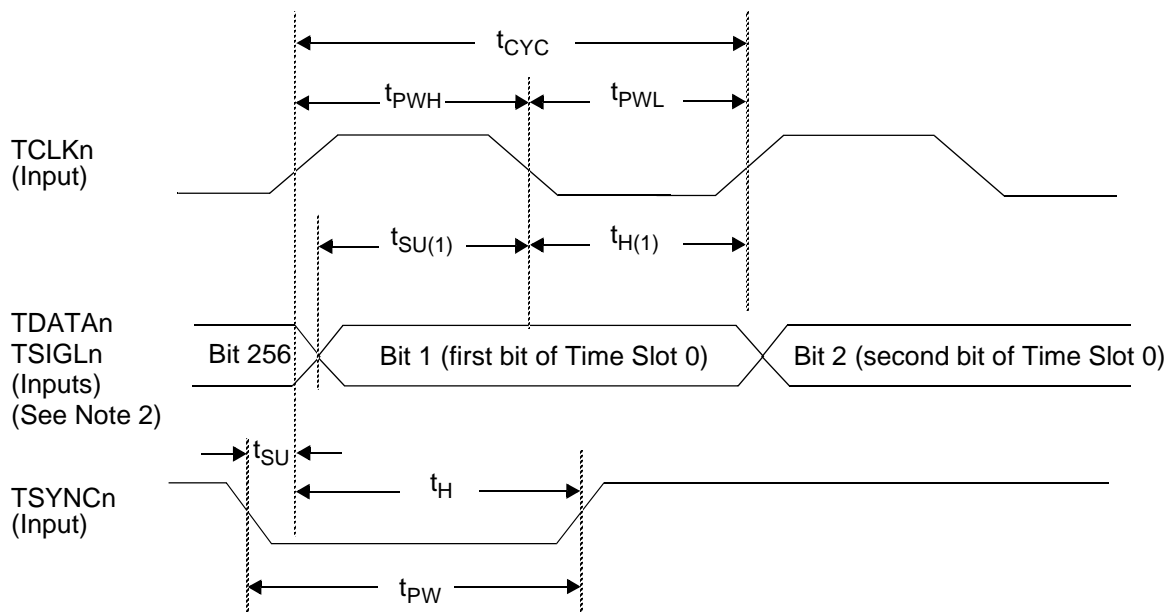 tCYC
tPWH
tPWL
TCLKn
(Input)
tSU(1)
tH(1)
TDATAn
TSIGLn
(Inputs)
(See Note 2)
Bit 256
Bit 1 (first bit of Time Slot 0)
Bit 2 (second bit of Time Slot 0)
tSU
TSYNCn
(Input)
tH
tPW